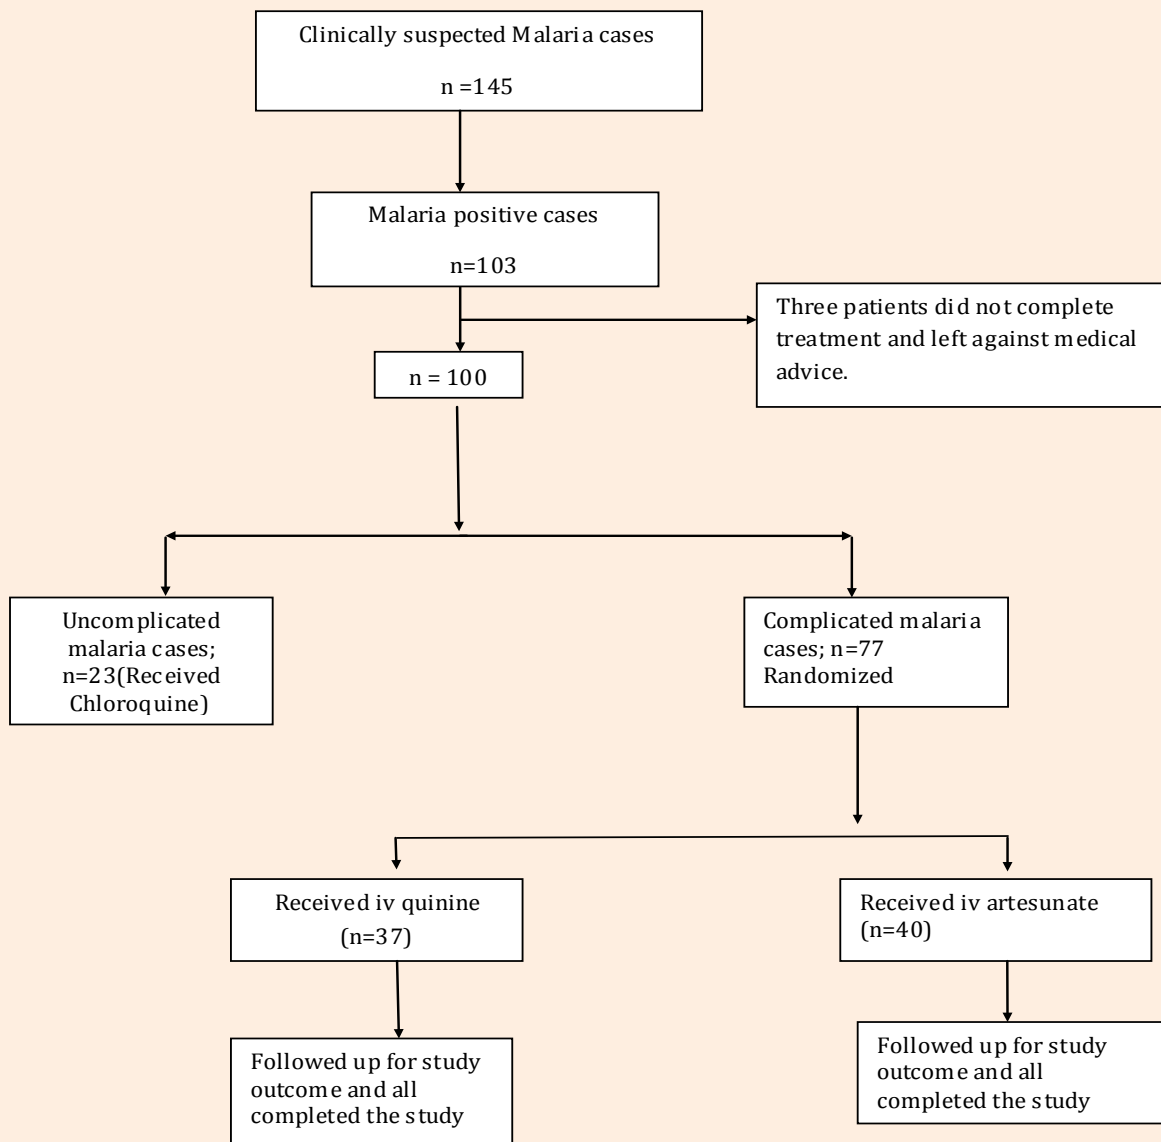 Clinically suspected Malaria cases
n =145
Malaria positive cases
n=103
Three patients did not complete
treatment and left against medical
advice.
n = 100
Uncomplicated
malaria cases;
n=23(Received
Chloroquine)
Complicated malaria
cases; n=77
Randomized
Received iv quinine
(n=37)
Received iv artesunate
(n=40)
Followed up for study
outcome and all
completed the study
Followed up for study
outcome and all
completed the study